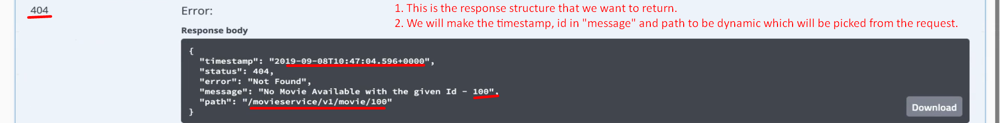 404
Error:
1. This is the response structure that we want to return.
2. We will make the timestamp, id in "message" and path to be dynamic which will be picked from the request.
Response body
{
"timestamp": "2019-09-08T10:47:04.596+0000",
"status": 404,
"error": "Not Found",
"message": "No Movie Available with the given Id - 100",
"path": "/movieservice/v1/movie/100"
}
Download